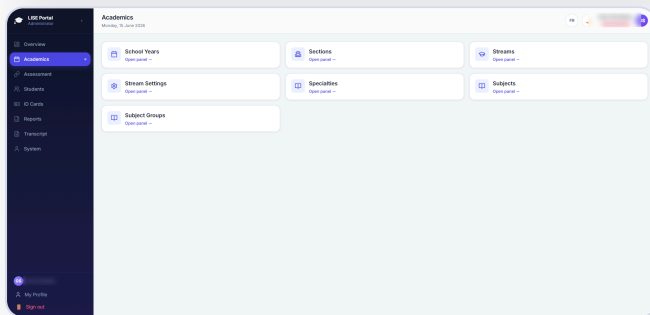 LISE Portal
Administrator
Overview
Academics
Assessment
Students
ID Cards
Reports
Transcript
System
My Profile
Sign out
Academics
Monday, 15 June 2026
FR
School Years
Open panel →
Sections
Open panel →
Streams
Open panel →
Stream Settings
Open panel →
Specialties
Open panel →
Subjects
Open panel →
Subject Groups
Open panel →